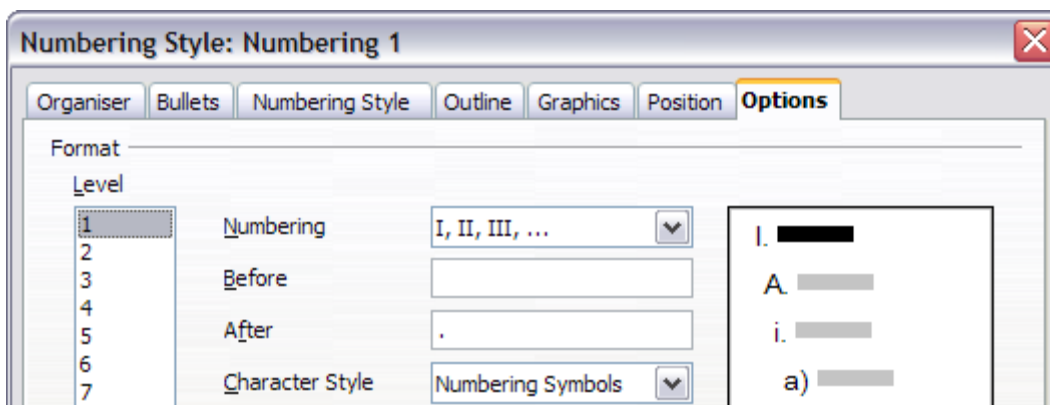 Numbering Style: Numbering 1
Organiser Bullets Numbering Style Outline Graphics Position Options
Format
Level
1 Numbering I, II, III, ... I.
2
3 Before A.
4
5 After . i.
6
7 Character Style Numbering Symbols a)